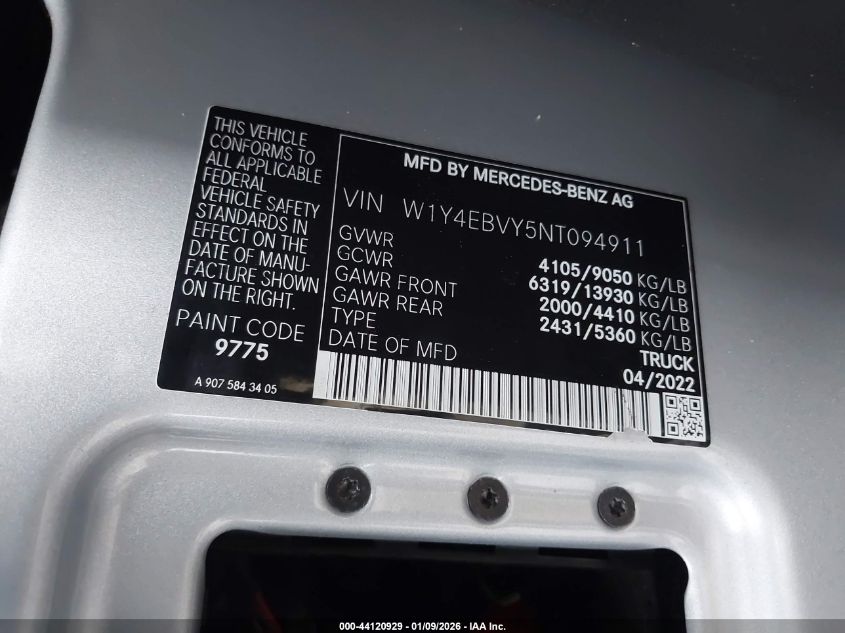 THIS VEHICLE
CONFORMS TO
ALL APPLICABLE
FEDERAL
VEHICLE SAFETY
STANDARDS IN
EFFECT ON THE
DATE OF MANU-
FACTURE SHOWN
ON THE RIGHT.
PAINT CODE
9775
A 907 584 34 05
MFD BY MERCEDES-BENZ AG
VIN W1Y4EBVY5NT094911
GVWR 4105/9050 KG/LB
GCWR 6319/13930 KG/LB
GAWR FRONT 2000/4410 KG/LB
GAWR REAR 2431/5360 KG/LB
TYPE TRUCK
DATE OF MFD 04/2022
000-44120929 - 01/09/2026 - IAA Inc.